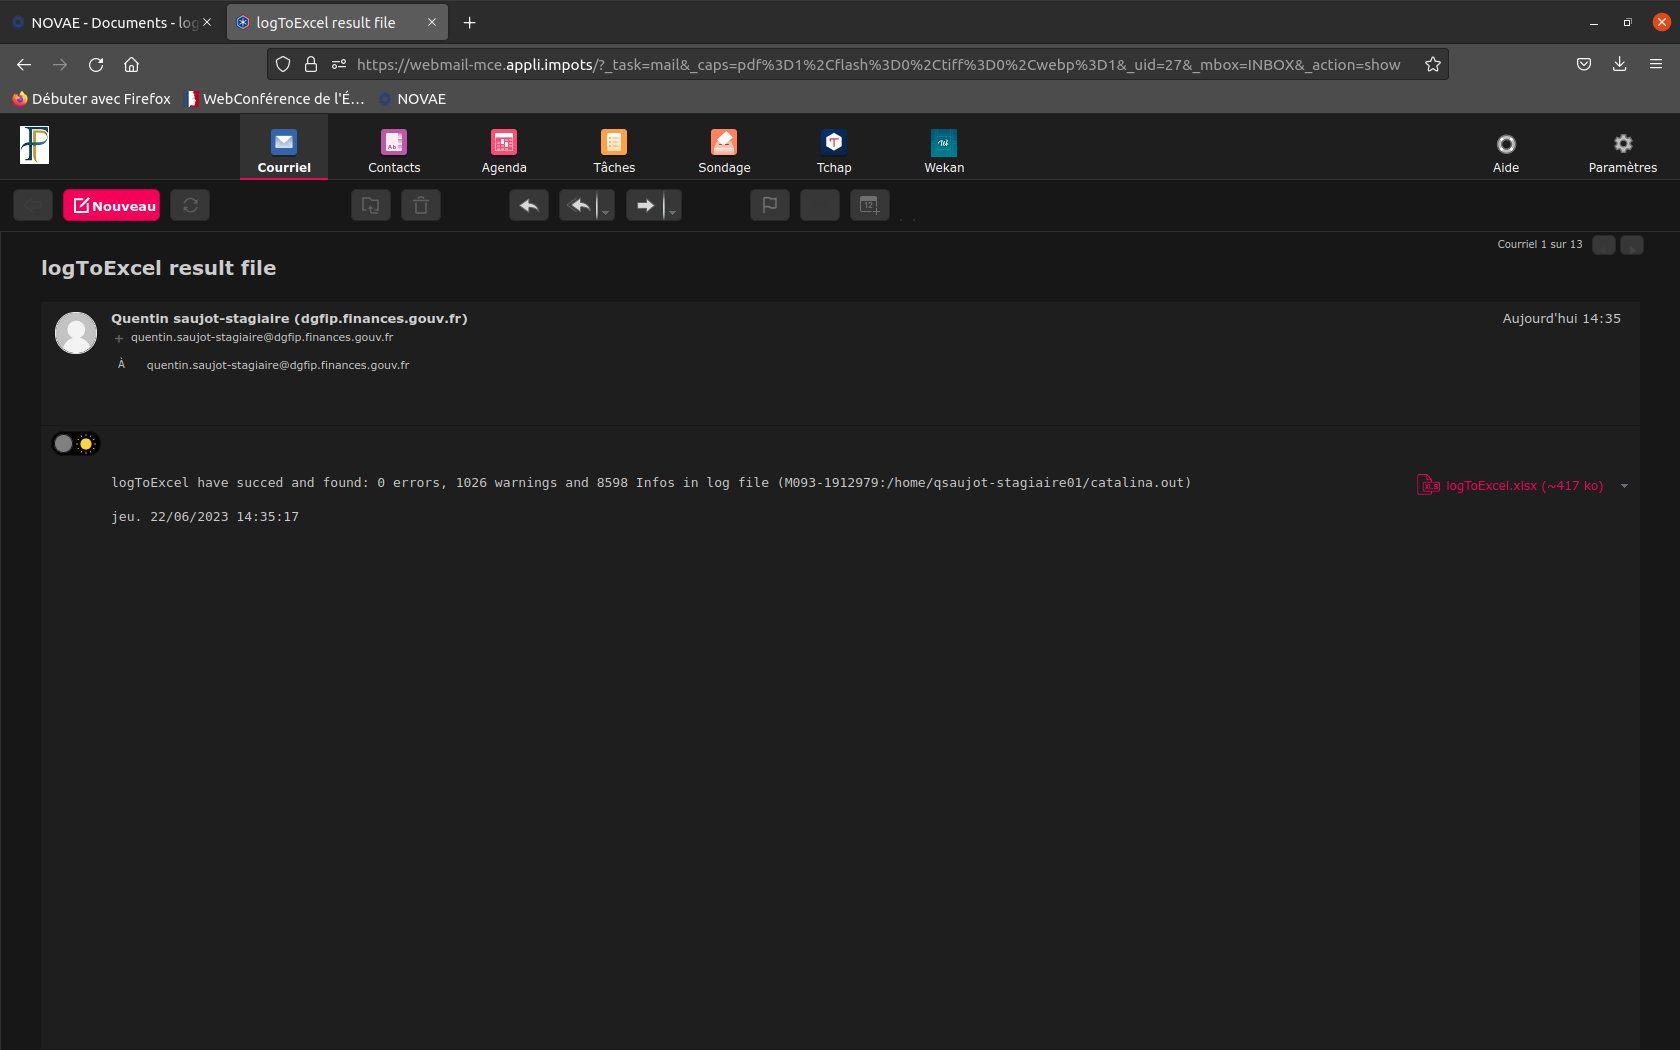 NOVAE - Documents - log
logToExcel result file
https://webmail-mce.appli.impots/?_task=mail&_caps=pdf%3D1%2Cflash%3D0%2Ctiff%3D0%2Cwebp%3D1&_uid=27&_mbox=INBOX&_action=show
Débuter avec Firefox
WebConférence de l'É…
NOVAE
Courriel
Contacts
Agenda
Tâches
Sondage
Tchap
Wekan
Aide
Paramètres
Nouveau
12
Courriel 1 sur 13
logToExcel result file
Quentin saujot-stagiaire (dgfip.finances.gouv.fr)
Aujourd'hui 14:35
quentin.saujot-stagiaire@dgfip.finances.gouv.fr
À quentin.saujot-stagiaire@dgfip.finances.gouv.fr
logToExcel have succed and found: 0 errors, 1026 warnings and 8598 Infos in log file (M093-1912979:/home/qsaujot-stagiaire01/catalina.out)
XLS logToExcel.xlsx (~417 ko)
jeu. 22/06/2023 14:35:17